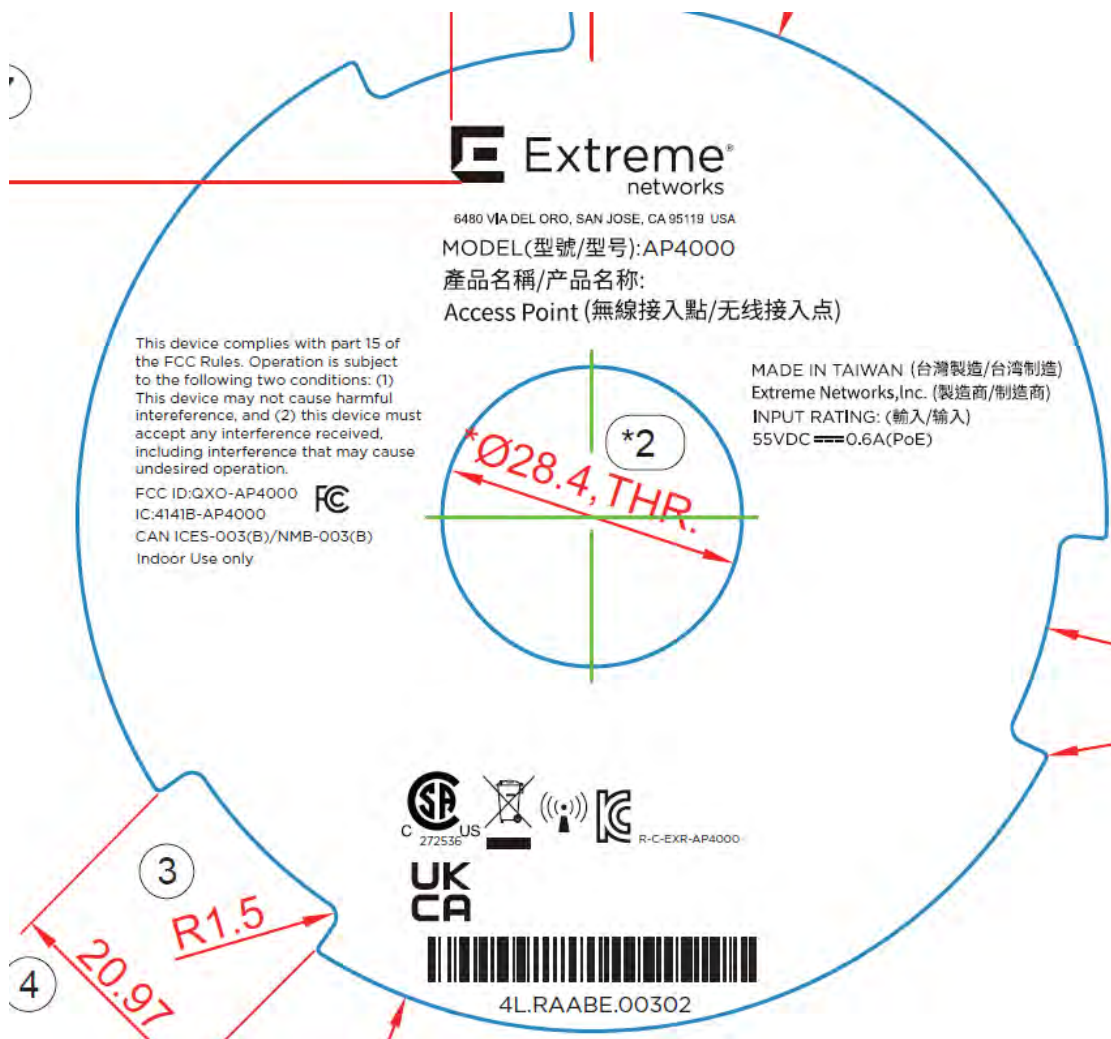 Extreme®
networks
6480 VIA DEL ORO, SAN JOSE, CA 95119 USA
MODEL(型號/型号):AP4000
產品名稱/产品名称:
Access Point (無線接入點/无线接入点)
This device complies with part 15 of
the FCC Rules. Operation is subject
to the following two conditions: (1)
This device may not cause harmful
intereference, and (2) this device must
accept any interference received,
including interference that may cause
undesired operation.
FCC ID:QXO-AP4000
FC
IC:4141B-AP4000
CAN ICES-003(B)/NMB-003(B)
Indoor Use only
MADE IN TAIWAN (台灣製造/台湾制造)
Extreme Networks,Inc. (製造商/制造商)
INPUT RATING: (輸入/输入)
55VDC ⎓ 0.6A(PoE)
*2
*Ø28.4,THR.
C SA US
272536
R-C-EXR-AP4000
UK
CA
3
R1.5
20.97
4
4L.RAABE.00302